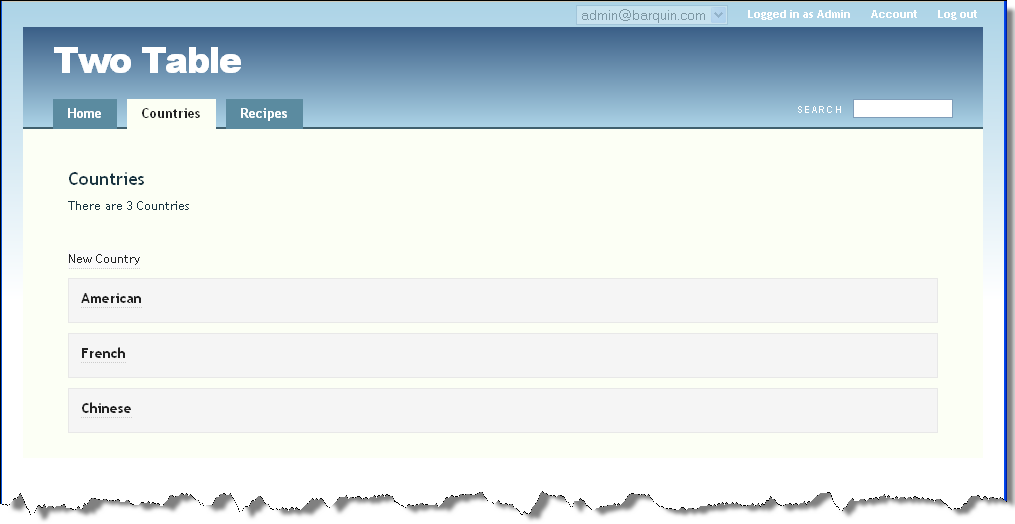 admin@barquin.com Logged in as Admin Account Log out
Two Table
Home Countries Recipes SEARCH
Countries
There are 3 Countries
New Country
American
French
Chinese